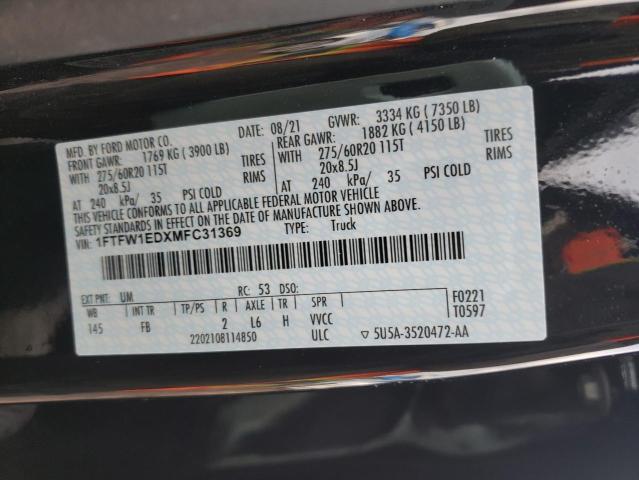 MFD. BY FORD MOTOR CO. DATE: 08/21 GVWR: 3334 KG ( 7350 LB)
FRONT GAWR: 1769 KG ( 3900 LB) REAR GAWR: 1882 KG ( 4150 LB)
WITH 275/60R20 115T TIRES WITH 275/60R20 115T TIRES
20x8.5J RIMS 20x8.5J RIMS
AT 240 kPa/ 35 PSI COLD AT 240 kPa/ 35 PSI COLD
THIS VEHICLE CONFORMS TO ALL APPLICABLE FEDERAL MOTOR VEHICLE
SAFETY STANDARDS IN EFFECT ON THE DATE OF MANUFACTURE SHOWN ABOVE.
VIN: 1FTFW1EDXMFC31369 TYPE: Truck
EXT PNT: UM RC: 53 DSO: F0221
WB INT TR TP/PS R AXLE TR SPR T0597
145 FB 2 L6 H VVCC
2202108114850 ULC ▽ 5U5A-3520472-AA